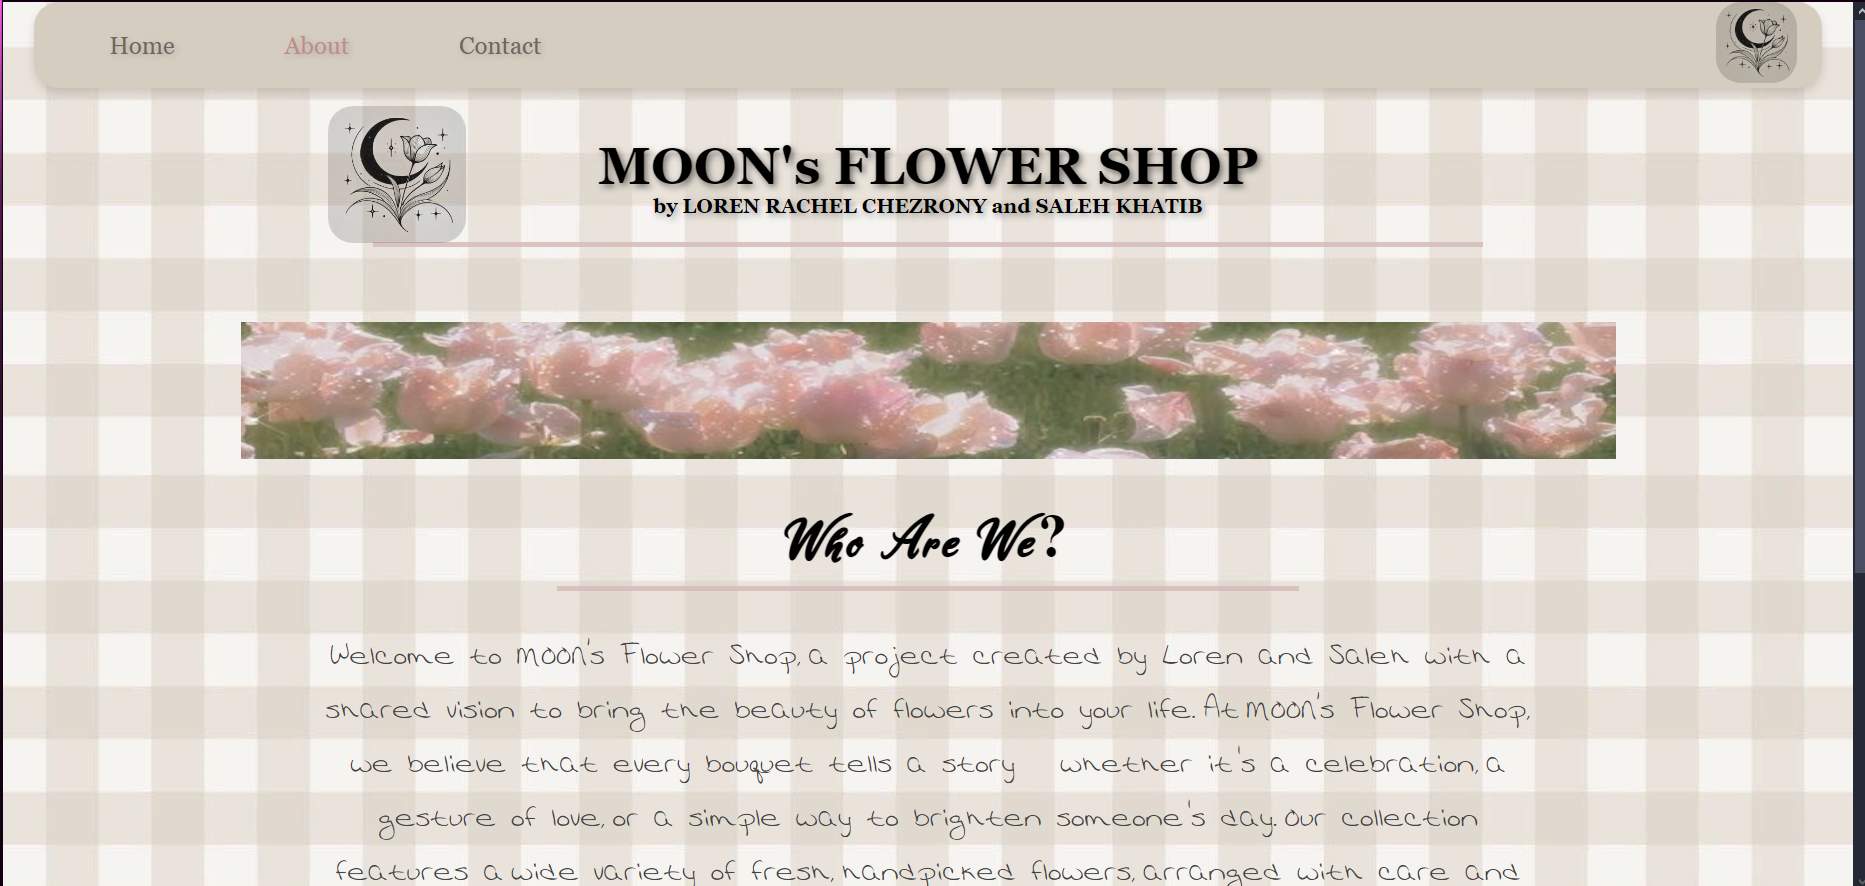 Home About Contact
MOON's FLOWER SHOP
by LOREN RACHEL CHEZRONY and SALEH KHATIB
Who Are We?
Welcome to MOON's Flower Shop, a project created by Loren and Saleh with a
shared vision to bring the beauty of flowers into your life. At MOON's Flower Shop,
we believe that every bouquet tells a story whether it's a celebration, a
gesture of love, or a simple way to brighten someone's day. Our collection
features a wide variety of fresh, handpicked flowers, arranged with care and